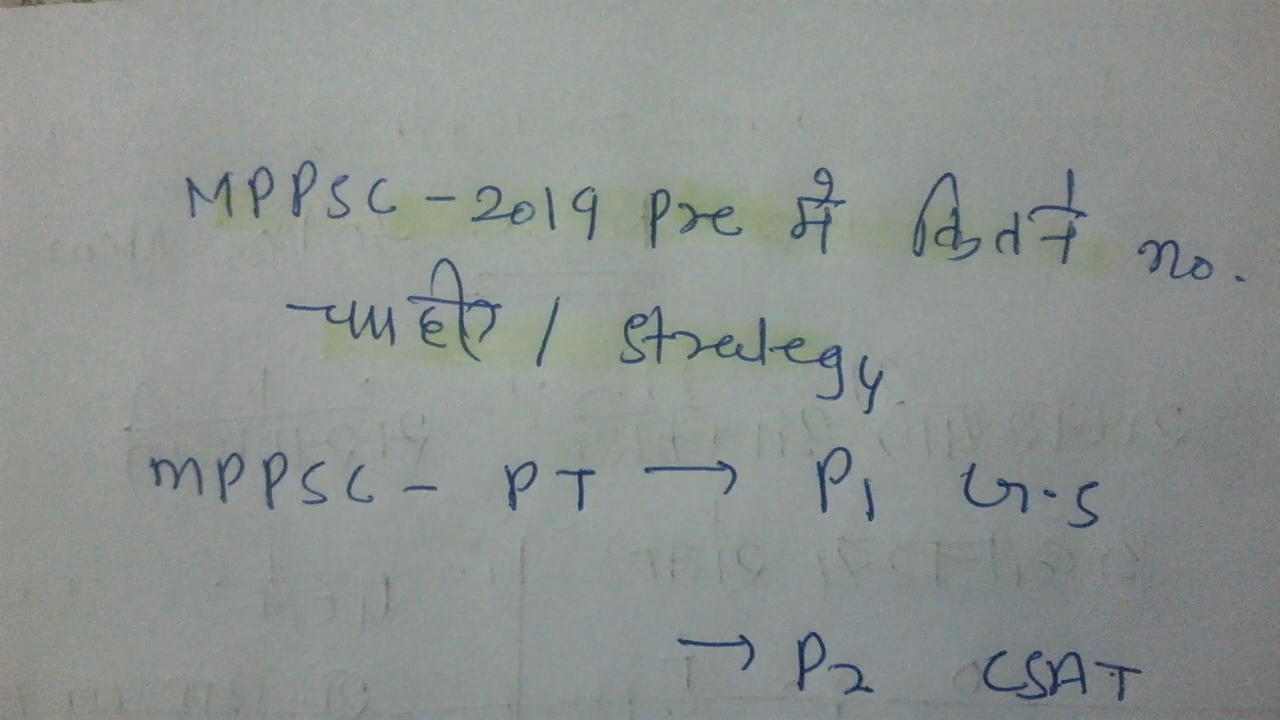 MPPSC - 2019 Pre में कितने no.
चाहीए / Strategy
MPPSC - PT → P1 G.S
→ P2 CSAT